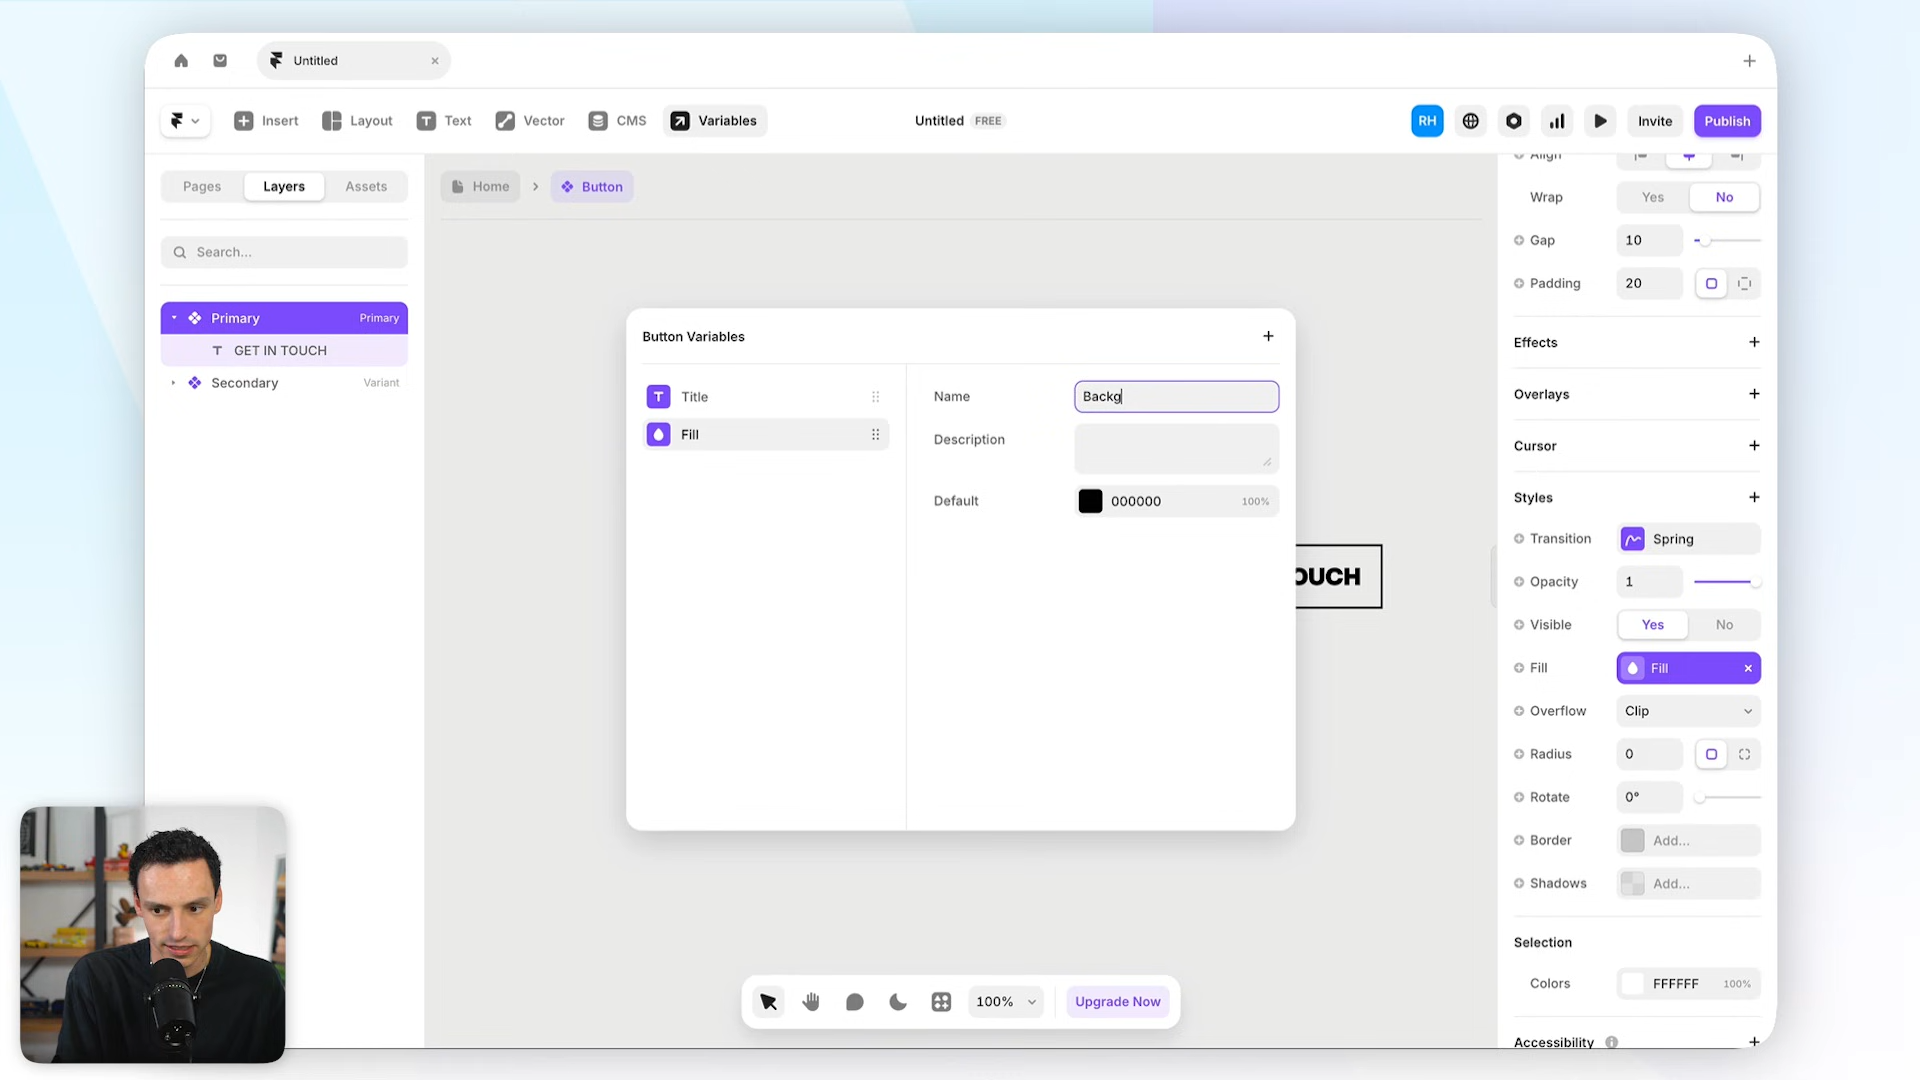 Untitled
Insert
Layout
Text
Vector
CMS
Variables
Untitled FREE
RH
Invite
Publish
Pages
Layers
Assets
Home
Button
Search...
Primary Primary
GET IN TOUCH
Secondary Variant
Button Variables
Title
Fill
Name Backg
Description
Default 000000 100%
OUCH
Align
Wrap Yes No
Gap 10
Padding 20
Effects
Overlays
Cursor
Styles
Transition Spring
Opacity 1
Visible Yes No
Fill Fill
Overflow Clip
Radius 0
Rotate 0°
Border Add...
Shadows Add...
Selection
Colors FFFFFF 100%
Accessibility
100%
Upgrade Now